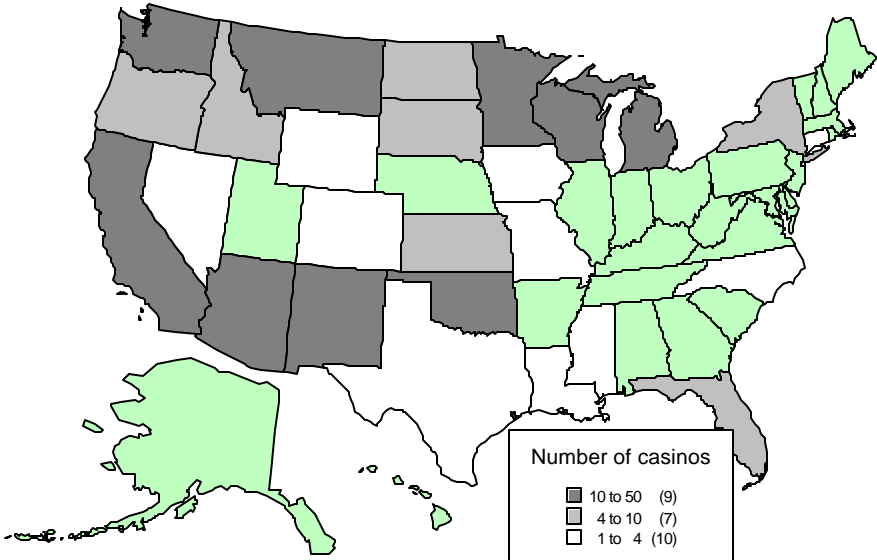 Number of casinos
10 to 50 (9)
4 to 10 (7)
1 to 4 (10)